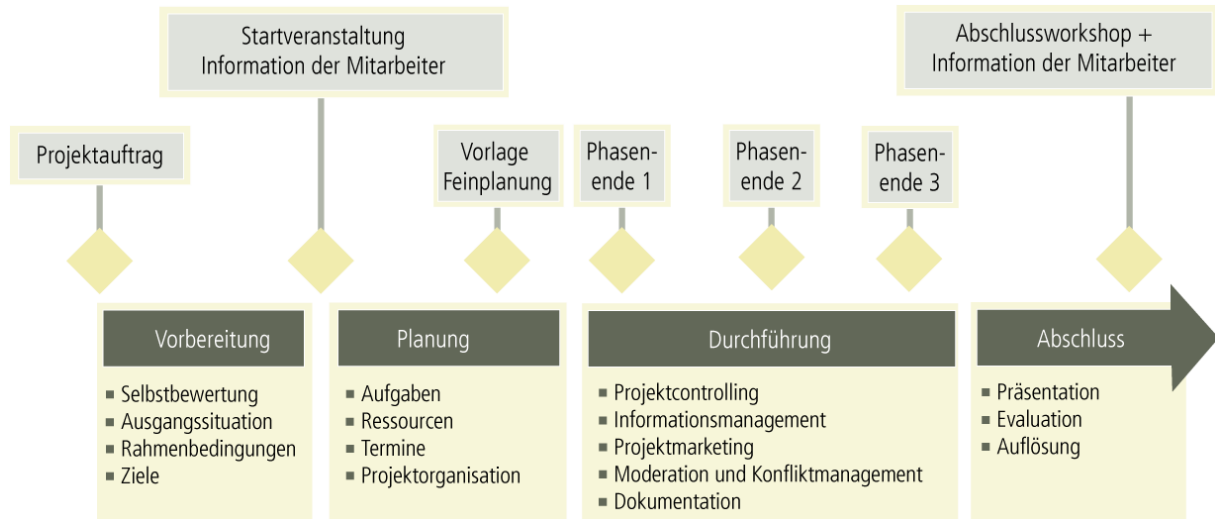 Startveranstaltung
Information der Mitarbeiter
Abschlussworkshop +
Information der Mitarbeiter
Projektauftrag
Vorlage
Feinplanung
Phasen-
ende 1
Phasen-
ende 2
Phasen-
ende 3
Vorbereitung
▪ Selbstbewertung
▪ Ausgangssituation
▪ Rahmenbedingungen
▪ Ziele
Planung
▪ Aufgaben
▪ Ressourcen
▪ Termine
▪ Projektorganisation
Durchführung
▪ Projektcontrolling
▪ Informationsmanagement
▪ Projektmarketing
▪ Moderation und Konfliktmanagement
▪ Dokumentation
Abschluss
▪ Präsentation
▪ Evaluation
▪ Auflösung